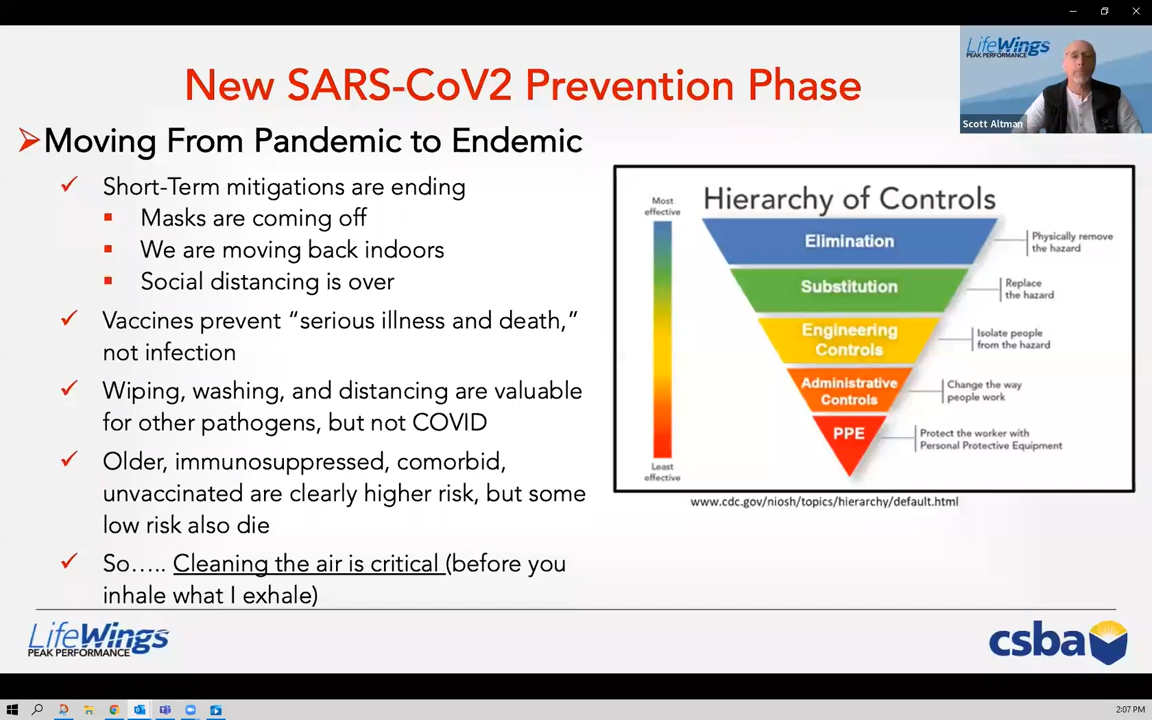 LifeWings
PEAK PERFORMANCE
Scott Altman
New SARS-CoV2 Prevention Phase
Moving From Pandemic to Endemic
Short-Term mitigations are ending
Masks are coming off
We are moving back indoors
Social distancing is over
Vaccines prevent “serious illness and death,”
not infection
Wiping, washing, and distancing are valuable
for other pathogens, but not COVID
Older, immunosuppressed, comorbid,
unvaccinated are clearly higher risk, but some
low risk also die
So….. Cleaning the air is critical (before you
inhale what I exhale)
Hierarchy of Controls
Most
effective
Elimination
Physically remove
the hazard
Substitution
Replace
the hazard
Engineering
Controls
Isolate people
from the hazard
Administrative
Controls
Change the way
people work
PPE
Protect the worker with
Personal Protective Equipment
Least
effective
www.cdc.gov/niosh/topics/hierarchy/default.html
LifeWings
PEAK PERFORMANCE
csba
2:07 PM